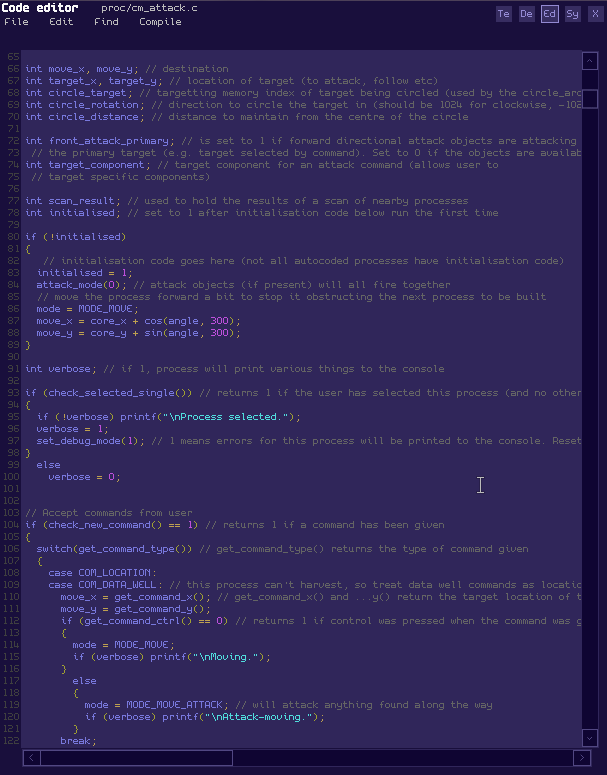 Code editor proc/cm_attack.c
File Edit Find Compile
Te De Ed Sy X
65
66 int move_x, move_y; // destination
67 int target_x, target_y; // location of target (to attack, follow etc)
68 int circle_target; // targetting memory index of target being circled (used by the circle_arc
69 int circle_rotation; // direction to circle the target in (should be 1024 for clockwise, -102
70 int circle_distance; // distance to maintain from the centre of the circle
71
72 int front_attack_primary; // is set to 1 if forward directional attack objects are attacking
73 // the primary target (e.g. target selected by command). Set to 0 if the objects are availab
74 int target_component; // target component for an attack command (allows user to
75 // target specific components)
76
77 int scan_result; // used to hold the results of a scan of nearby processes
78 int initialised; // set to 1 after initialisation code below run the first time
79
80 if (!initialised)
81 {
82 // initialisation code goes here (not all autocoded processes have initialisation code)
83 initialised = 1;
84 attack_mode(0); // attack objects (if present) will all fire together
85 // move the process forward a bit to stop it obstructing the next process to be built
86 mode = MODE_MOVE;
87 move_x = core_x + cos(angle, 300);
88 move_y = core_y + sin(angle, 300);
89 }
90
91 int verbose; // if 1, process will print various things to the console
92
93 if (check_selected_single()) // returns 1 if the user has selected this process (and no other
94 {
95 if (!verbose) printf("\nProcess selected.");
96 verbose = 1;
97 set_debug_mode(1); // 1 means errors for this process will be printed to the console. Reset
98 }
99 else
100 verbose = 0;
101
102
103 // Accept commands from user
104 if (check_new_command() == 1) // returns 1 if a command has been given
105 {
106 switch(get_command_type()) // get_command_type() returns the type of command given
107 {
108 case COM_LOCATION:
109 case COM_DATA_WELL: // this process can't harvest, so treat data well commands as locatio
110 move_x = get_command_x(); // get_command_x() and ...y() return the target location of t
111 move_y = get_command_y();
112 if (get_command_ctrl() == 0) // returns 1 if control was pressed when the command was g
113 {
114 mode = MODE_MOVE;
115 if (verbose) printf("\nMoving.");
116 }
117 else
118 {
119 mode = MODE_MOVE_ATTACK; // will attack anything found along the way
120 if (verbose) printf("\nAttack-moving.");
121 }
122 break;